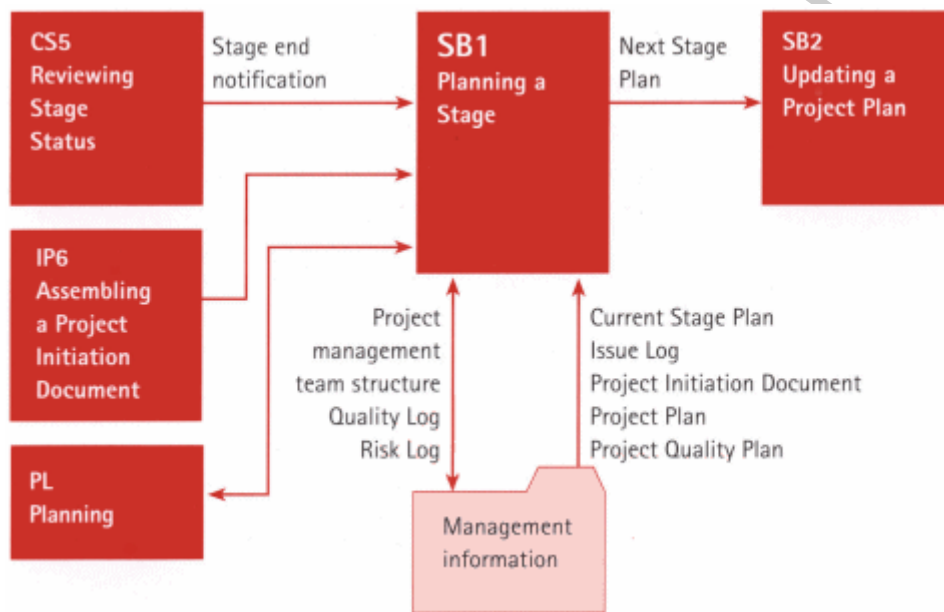 CS5
Reviewing
Stage
Status
Stage end
notification
SB1
Planning a
Stage
Next Stage
Plan
SB2
Updating a
Project Plan
IP6
Assembling
a Project
Initiation
Document
PL
Planning
Project
management
team structure
Quality Log
Risk Log
Current Stage Plan
Issue Log
Project Initiation Document
Project Plan
Project Quality Plan
Management
information